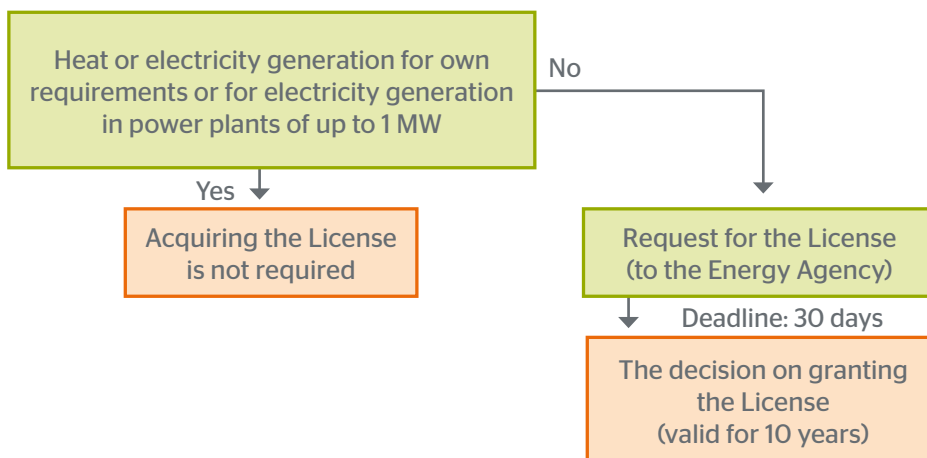 Heat or electricity generation for own
requirements or for electricity generation
in power plants of up to 1 MW
No
Yes
Acquiring the License
is not required
Request for the License
(to the Energy Agency)
Deadline: 30 days
The decision on granting
the License
(valid for 10 years)